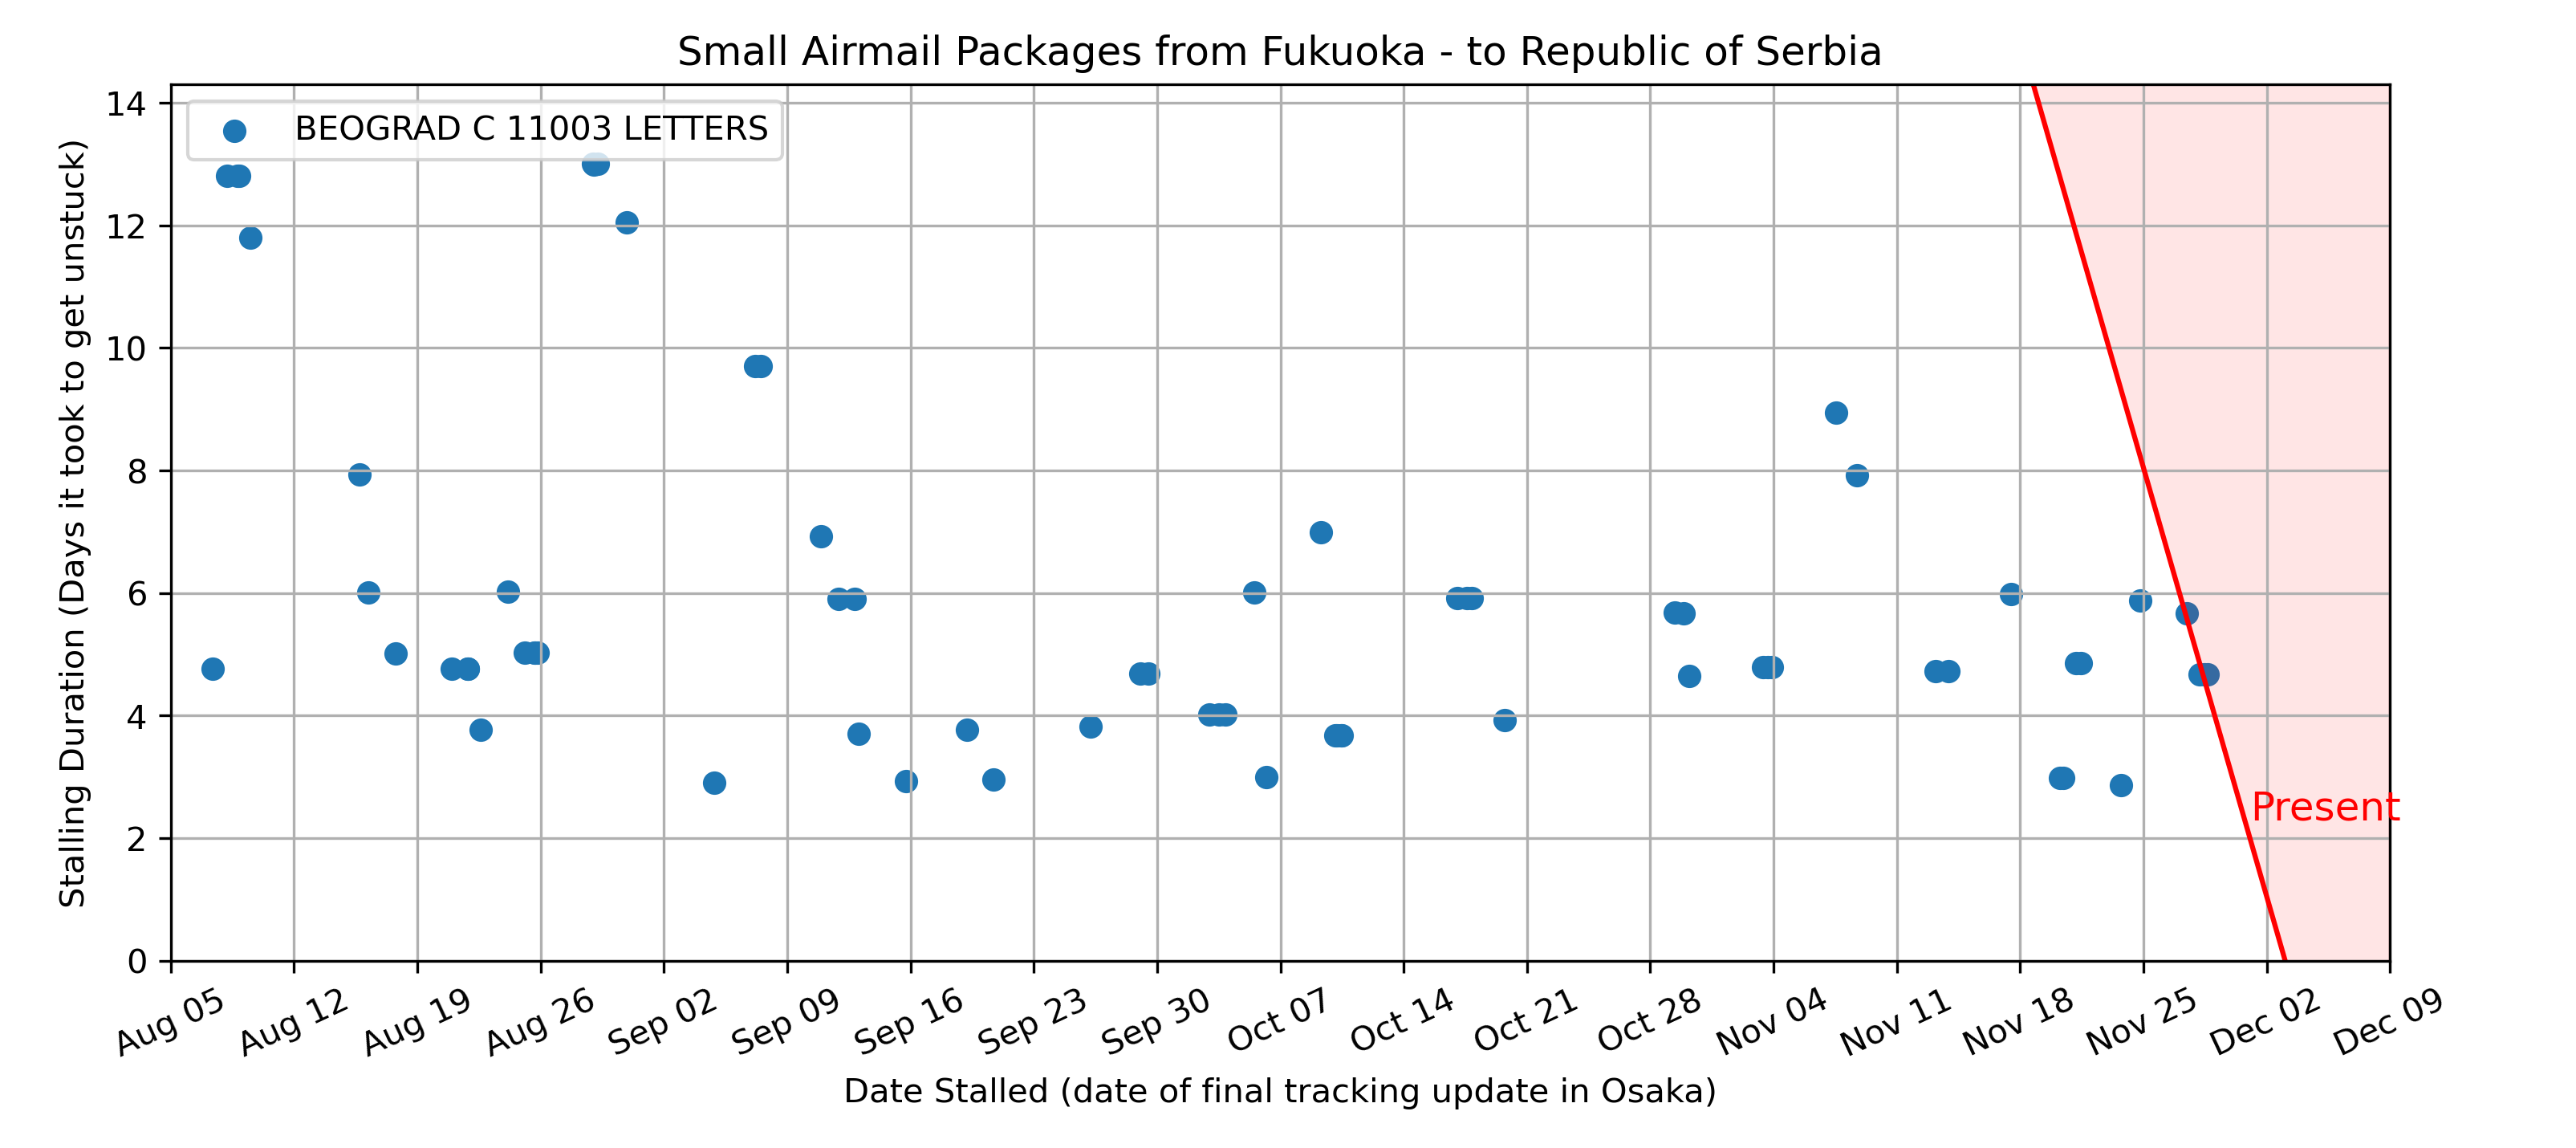 Small Airmail Packages from Fukuoka - to Republic of Serbia
BEOGRAD C 11003 LETTERS
Stalling Duration (Days it took to get unstuck)
14
12
10
8
6
4
2
0
Present
Aug 05
Aug 12
Aug 19
Aug 26
Sep 02
Sep 09
Sep 16
Sep 23
Sep 30
Oct 07
Oct 14
Oct 21
Oct 28
Nov 04
Nov 11
Nov 18
Nov 25
Dec 02
Dec 09
Date Stalled (date of final tracking update in Osaka)